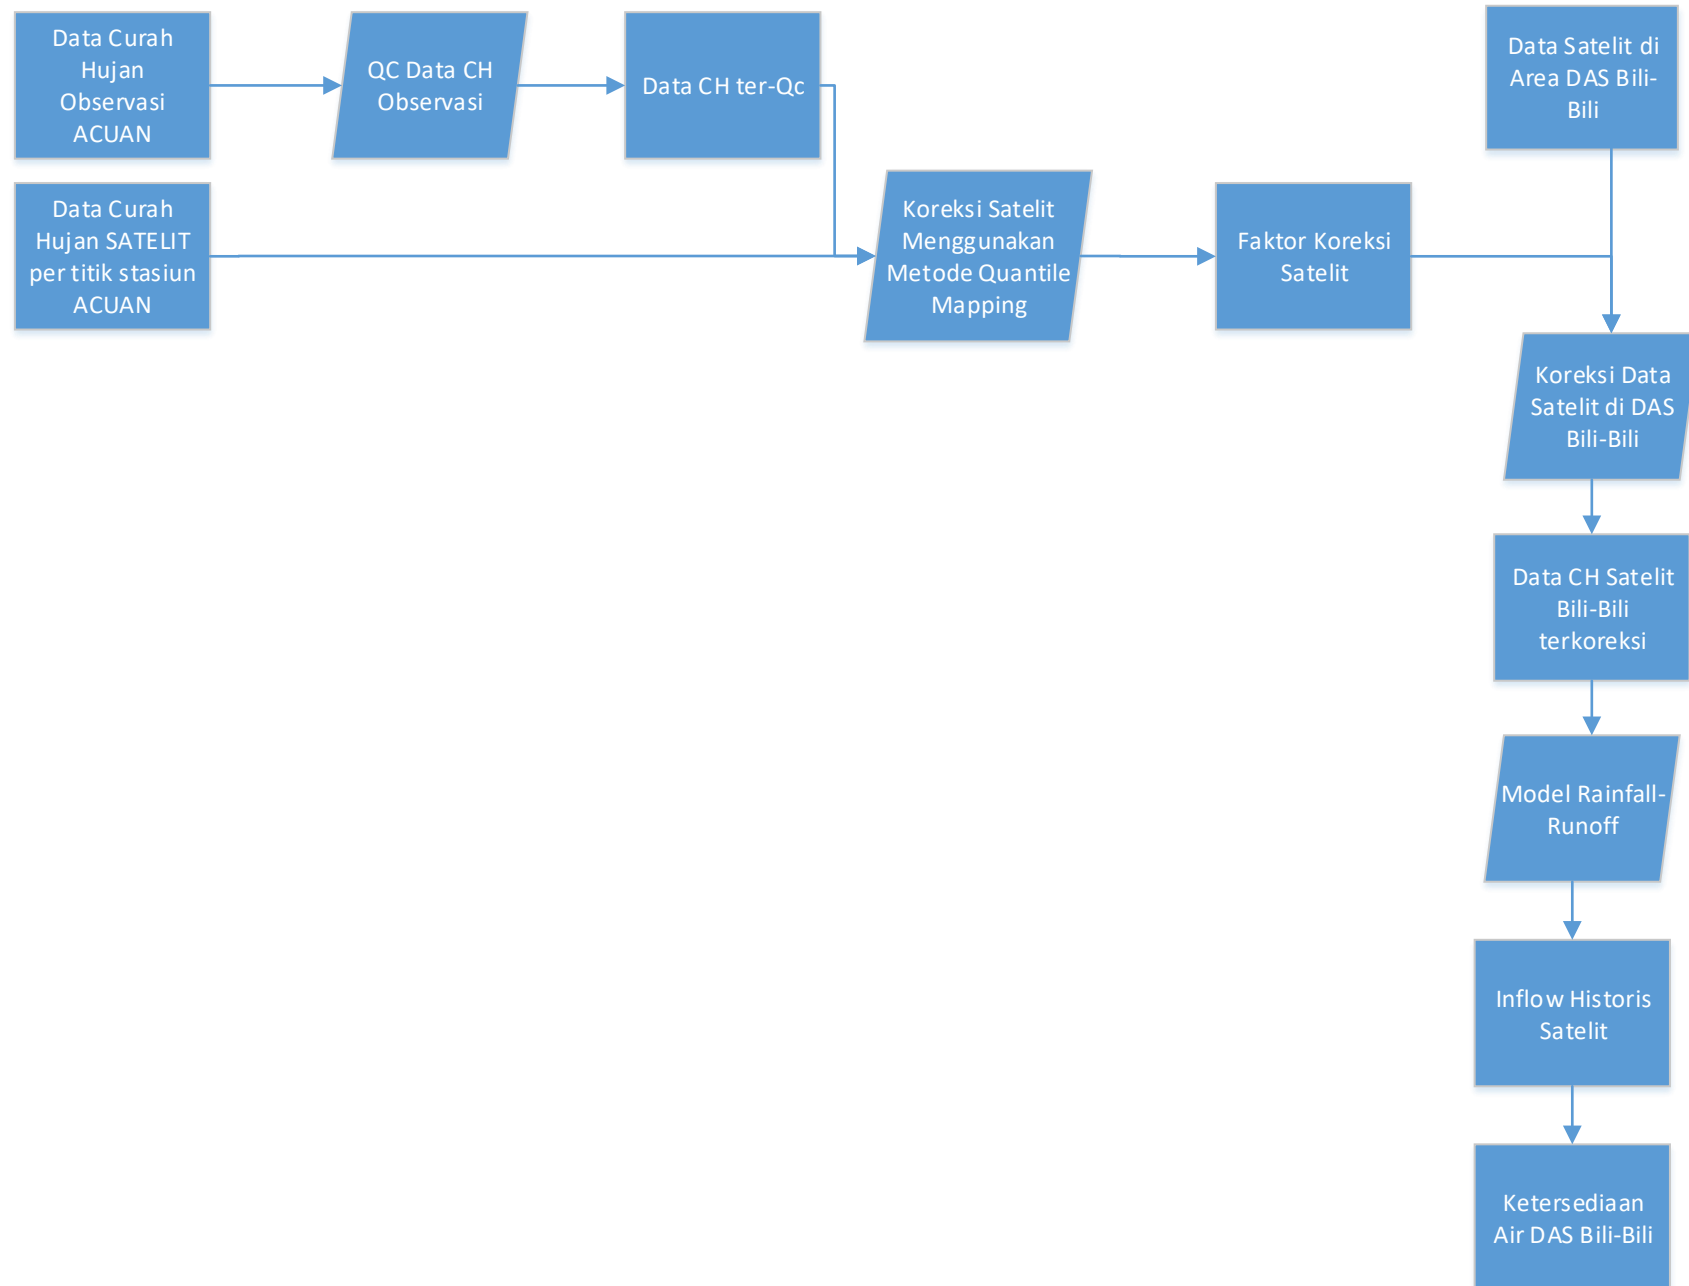 Data Curah
Hujan
Observasi
ACUAN
QC Data CH
Observasi
Data CH ter-Qc
Data Satelit di
Area DAS Bili-
Bili
Data Curah
Hujan SATELIT
per titik stasiun
ACUAN
Koreksi Satelit
Menggunakan
Metode Quantile
Mapping
Faktor Koreksi
Satelit
Koreksi Data
Satelit di DAS
Bili-Bili
Data CH Satelit
Bili-Bili
terkoreksi
Model Rainfall-
Runoff
Inflow Historis
Satelit
Ketersediaan
Air DAS Bili-Bili